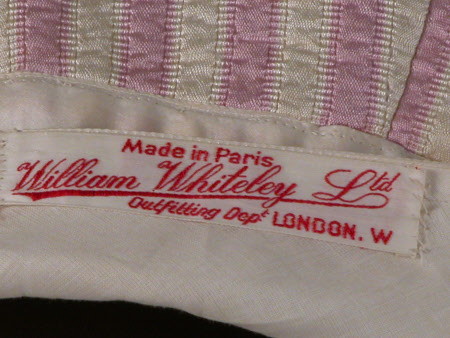 Made in Paris
William Whiteley Ltd
Outfitting Dept LONDON. W